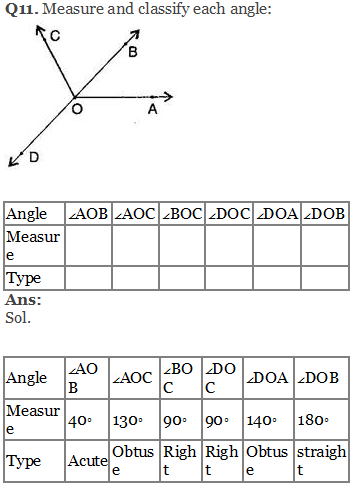 Q11. Measure and classify each angle:
C
B
O
A
D
Angle ∠AOB ∠AOC ∠BOC ∠DOC ∠DOA ∠DOB
Measur
e
Type
Ans:
Sol.
Angle ∠AO
B ∠AOC ∠BO
C ∠DO
C ∠DOA ∠DOB
Measur
e 40° 130° 90° 90° 140° 180°
Type Acute Obtus
e Righ
t Righ
t Obtus
e straigh
t